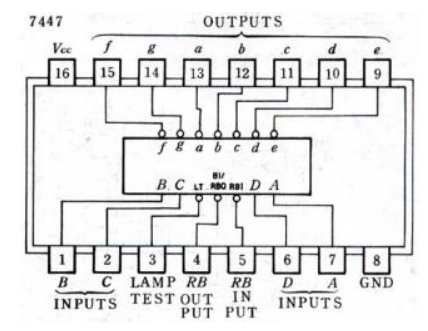 7447 OUTPUTS
Vcc f g a b c d e
16 15 14 13 12 11 10 9
f g a b c d e
BI/
B C LT RBO RBI D A
1 2 3 4 5 6 7 8
B C LAMP RB RB D A GND
INPUTS TEST OUT IN INPUTS
PUT PUT